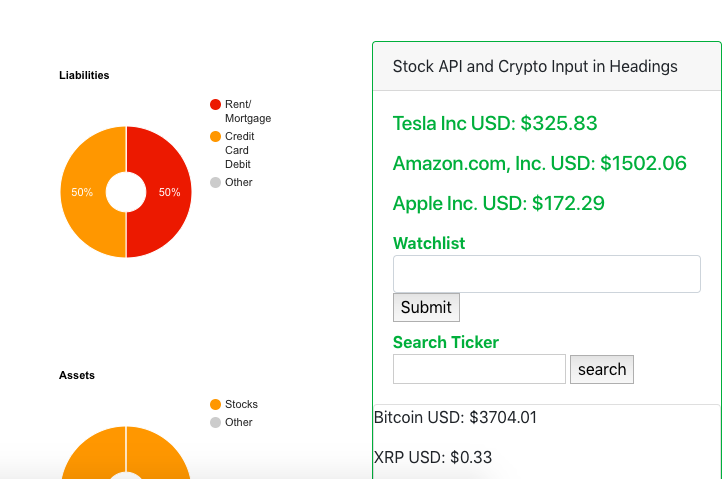 Liabilities
Rent/
Mortgage
Credit
Card
Debit
Other
50%
50%
Assets
Stocks
Other
Stock API and Crypto Input in Headings
Tesla Inc USD: $325.83
Amazon.com, Inc. USD: $1502.06
Apple Inc. USD: $172.29
Watchlist
Submit
Search Ticker
search
Bitcoin USD: $3704.01
XRP USD: $0.33